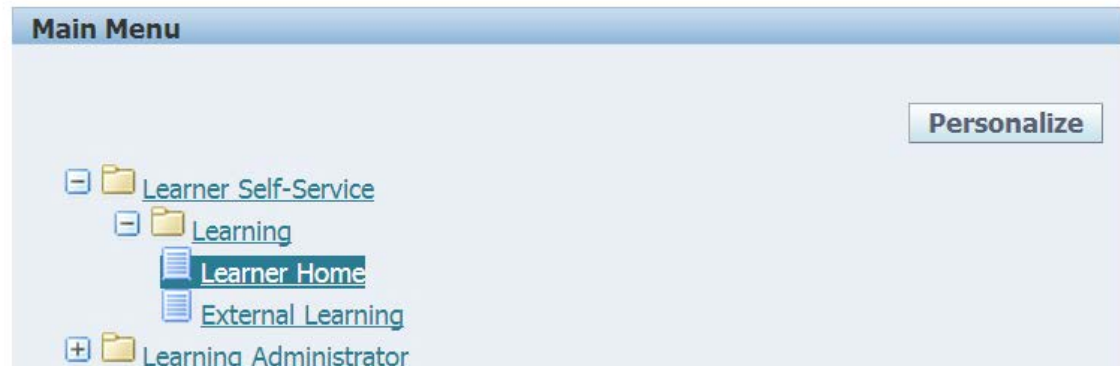 Main Menu
Personalize
Learner Self-Service
Learning
Learner Home
External Learning
Learning Administrator